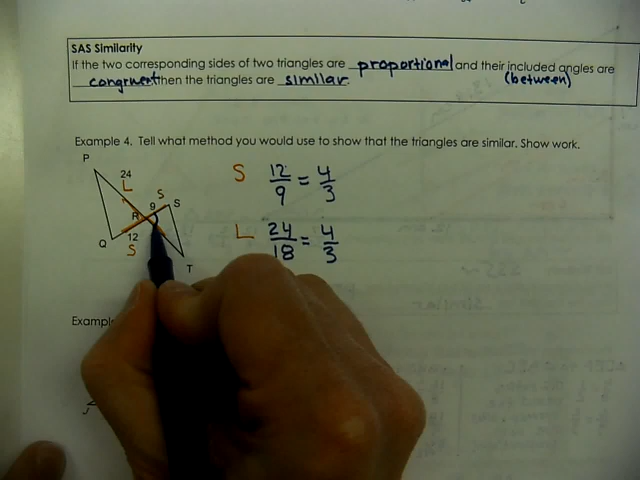 SAS Similarity
If the two corresponding sides of two triangles are proportional and their included angles are
(between)
congruent then the triangles are similar.
Example 4. Tell what method you would use to show that the triangles are similar. Show work.
P
24
L
S
9
S
R
Q
12
S
T
S 12/9 = 4/3
L 24/18 = 4/3
Exampl